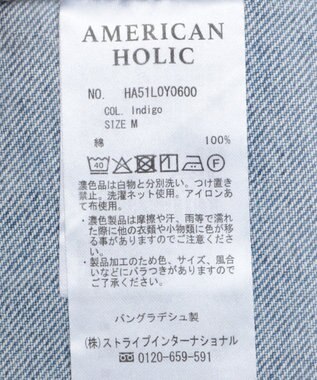 AMERICAN
HOLIC
NO. HA51L0Y0600
COL. Indigo
SIZE M
綿 100%
40
濃色品は白物と分別洗い。つけ置き
禁止。洗濯ネット使用。アイロンあ
て布使用。
・濃色製品は摩擦や汗、雨等で濡れ
た際に他の衣類や小物類に色が移
る事がありますのでご注意くださ
い。
・製品加工のため色、サイズ、風合
いなどにバラつきがありますので
ご了承ください。
バングラデシュ製
(株)ストライプインターナショナル
0120-659-591